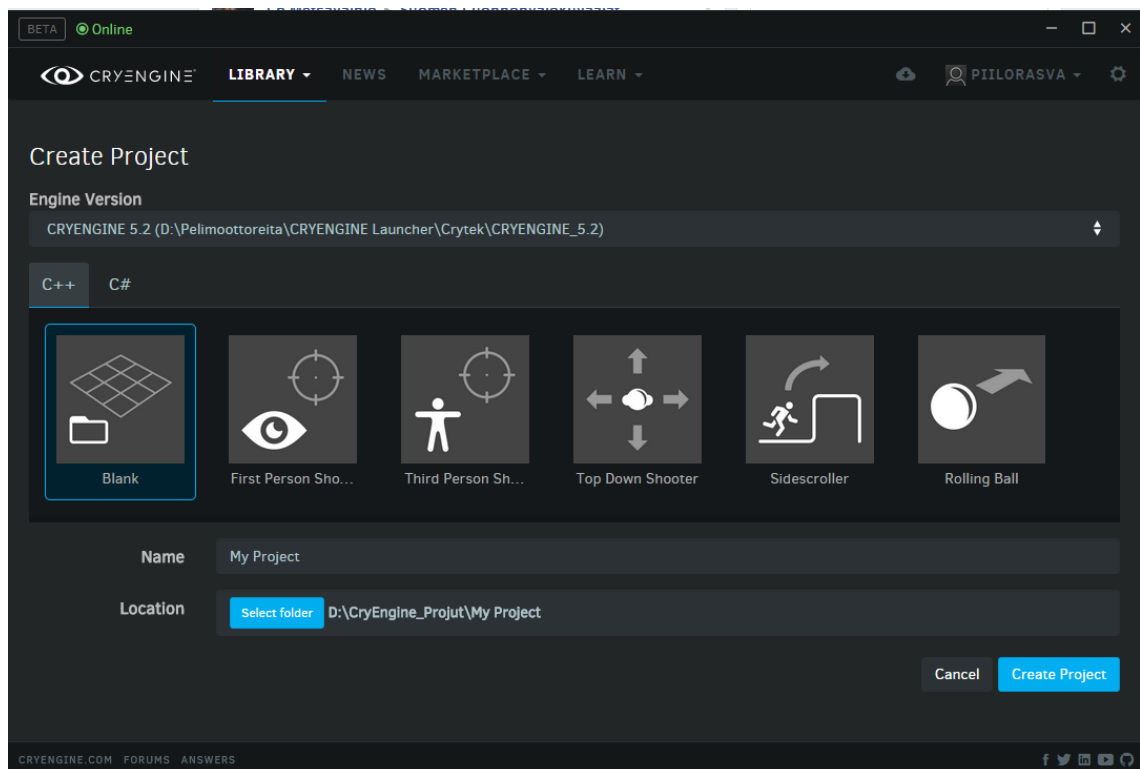 BETA Online
CRYENGINE LIBRARY NEWS MARKETPLACE LEARN PIILORASVA
Create Project
Engine Version
CRYENGINE 5.2 (D:\Pelimoottoreita\CRYENGINE Launcher\Crytek\CRYENGINE_5.2)
C++ C#
Blank First Person Sho... Third Person Sh... Top Down Shooter Sidescroller Rolling Ball
Name My Project
Location Select folder D:\CryEngine_Projut\My Project
Cancel Create Project
CRYENGINE.COM FORUMS ANSWERS